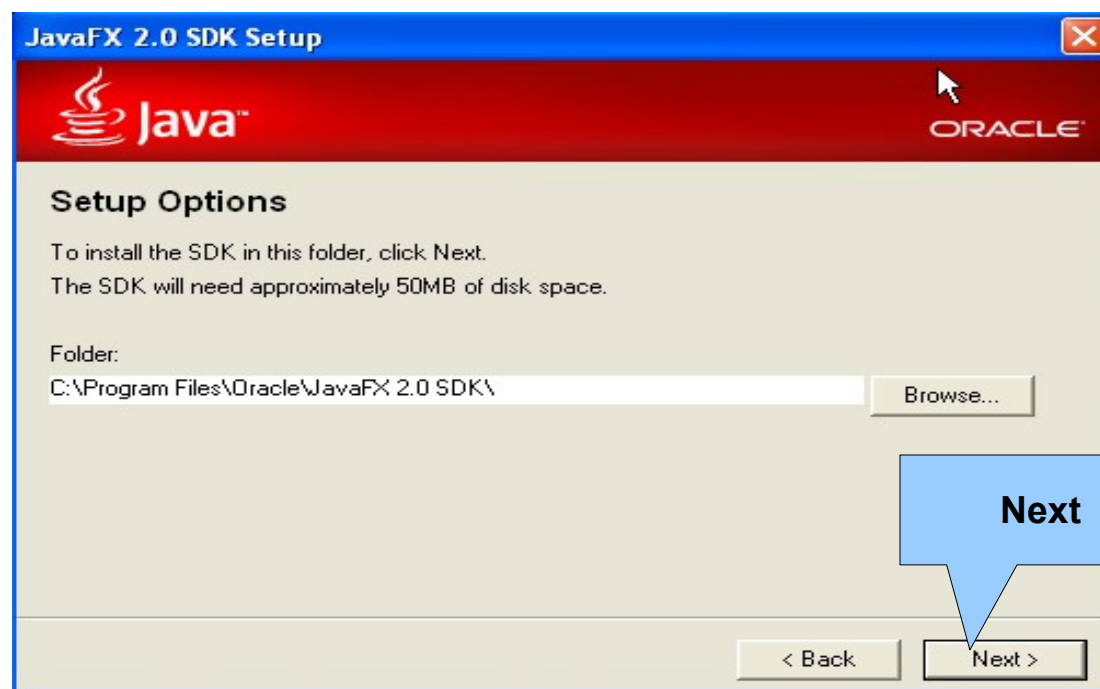 JavaFX 2.0 SDK Setup
Java™
ORACLE
Setup Options
To install the SDK in this folder, click Next.
The SDK will need approximately 50MB of disk space.
Folder:
C:\Program Files\Oracle\JavaFX 2.0 SDK\
Browse...
Next
< Back
Next >